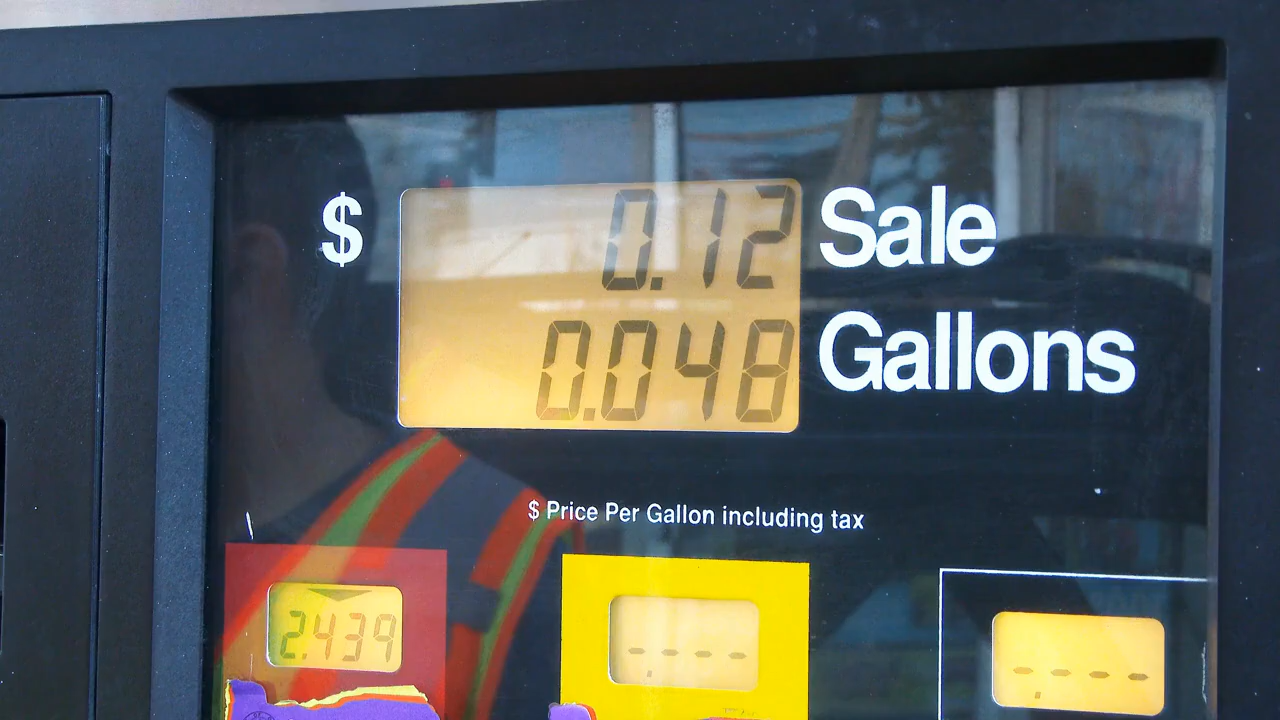 $ 0.12 Sale
0.048 Gallons
$ Price Per Gallon including tax
2.439 - - - - - - - -